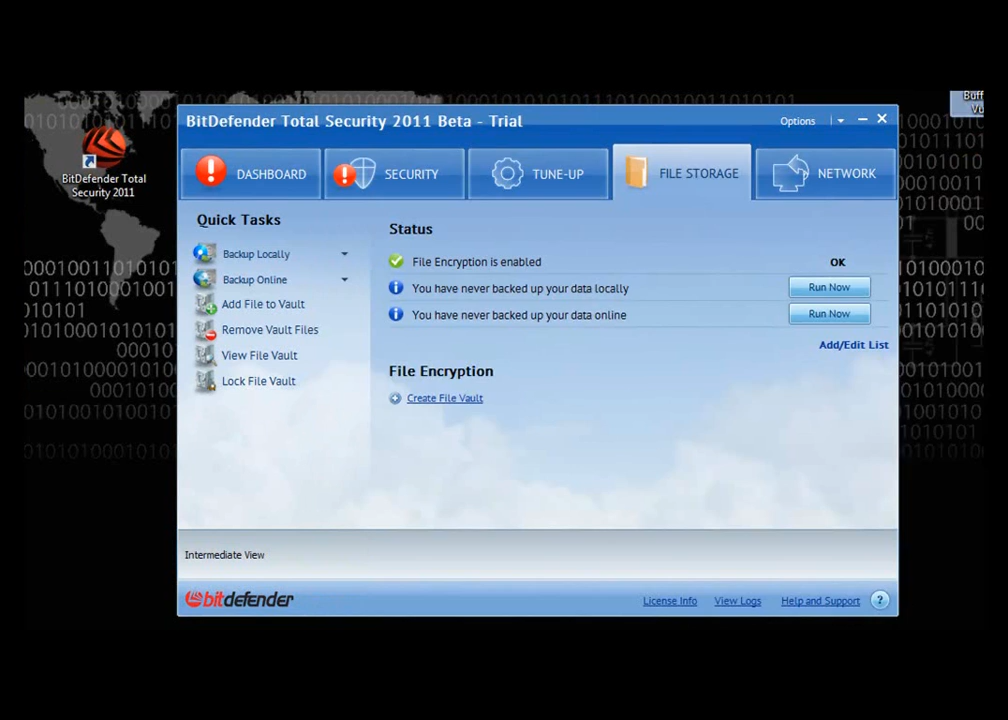 BitDefender Total Security 2011 Beta - Trial
Options
BitDefender Total
Security 2011
DASHBOARD
SECURITY
TUNE-UP
FILE STORAGE
NETWORK
Quick Tasks
Backup Locally
Backup Online
Add File to Vault
Remove Vault Files
View File Vault
Lock File Vault
Status
File Encryption is enabled
OK
You have never backed up your data locally
Run Now
You have never backed up your data online
Run Now
Add/Edit List
File Encryption
Create File Vault
Intermediate View
bitdefender
License Info
View Logs
Help and Support
?